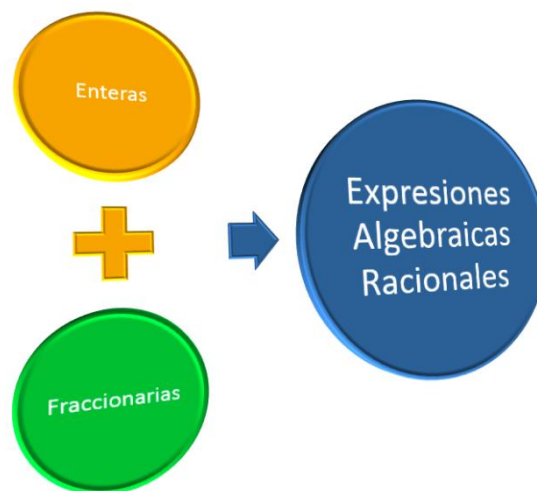 Enteras
Fraccionarias
Expresiones
Algebraicas
Racionales